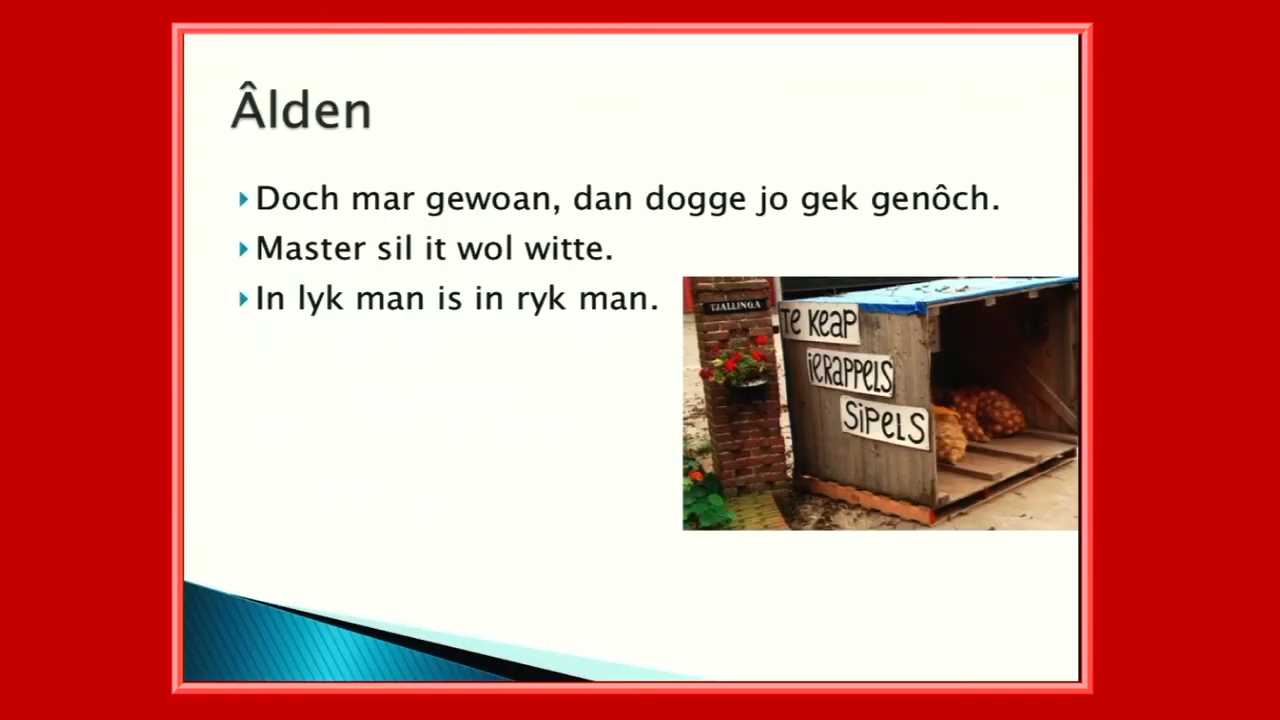 Âlden
Doch mar gewoan, dan dogge jo gek genôch.
Master sil it wol witte.
In lyk man is in ryk man.
TJALLINGA
Te Keap
ieRappels
Sipels